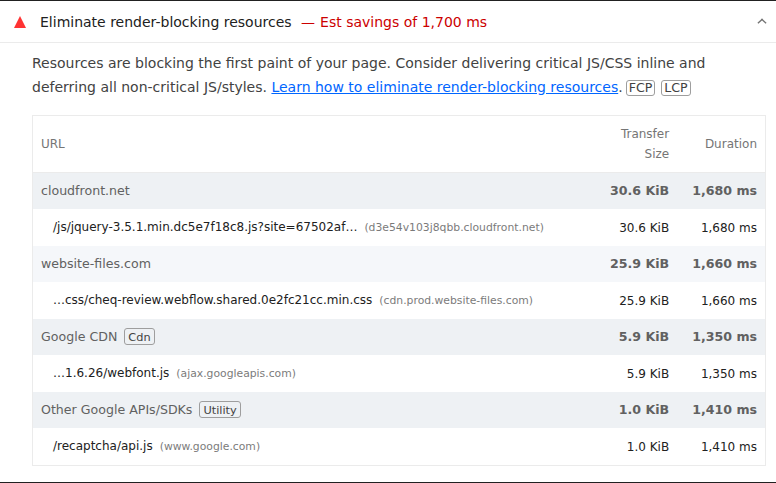 Eliminate render-blocking resources — Est savings of 1,700 ms
Resources are blocking the first paint of your page. Consider delivering critical JS/CSS inline and
deferring all non-critical JS/styles. Learn how to eliminate render-blocking resources. FCP LCP
URL Transfer Size Duration
cloudfront.net 30.6 KiB 1,680 ms
/js/jquery-3.5.1.min.dc5e7f18c8.js?site=67502af… (d3e54v103j8qbb.cloudfront.net) 30.6 KiB 1,680 ms
website-files.com 25.9 KiB 1,660 ms
…css/cheq-review.webflow.shared.0e2fc21cc.min.css (cdn.prod.website-files.com) 25.9 KiB 1,660 ms
Google CDN Cdn 5.9 KiB 1,350 ms
…1.6.26/webfont.js (ajax.googleapis.com) 5.9 KiB 1,350 ms
Other Google APIs/SDKs Utility 1.0 KiB 1,410 ms
/recaptcha/api.js (www.google.com) 1.0 KiB 1,410 ms